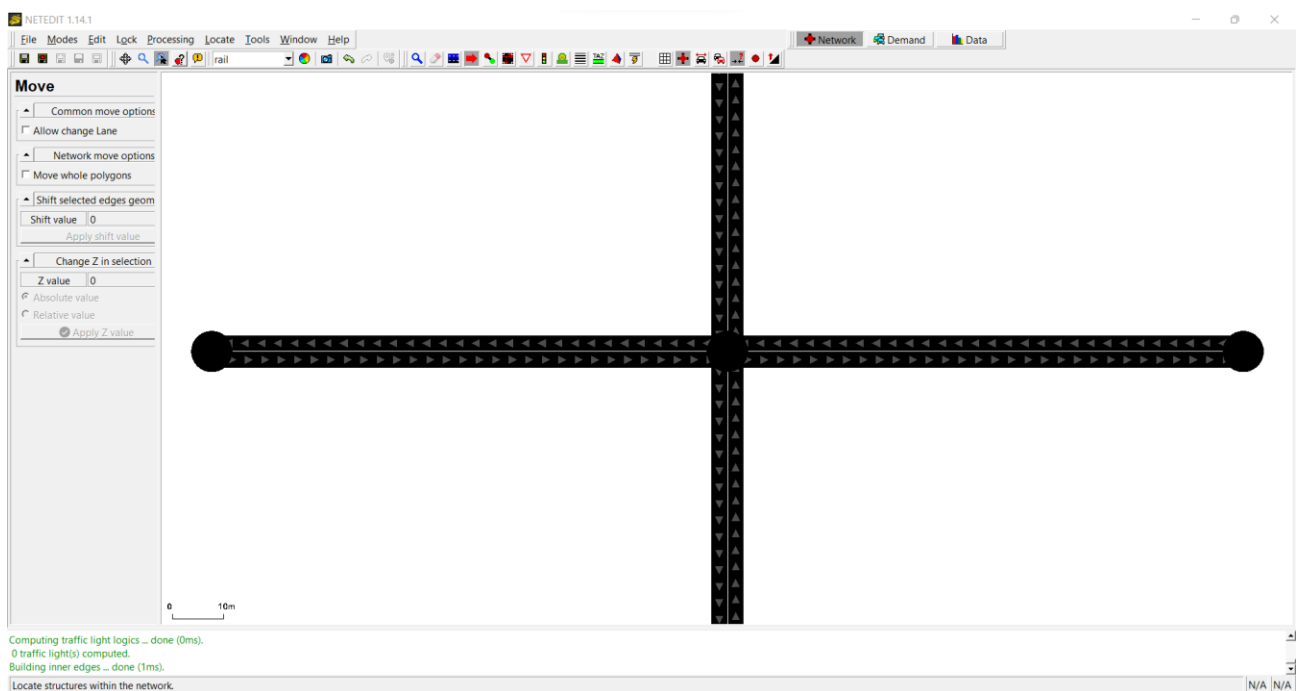 NETEDIT 1.14.1
File Modes Edit Lock Processing Locate Tools Window Help
Network Demand Data
rail
TAZ
Move
Common move options
Allow change Lane
Network move options
Move whole polygons
Shift selected edges geom
Shift value 0
Apply shift value
Change Z in selection
Z value 0
Absolute value
Relative value
Apply Z value
0 10m
Computing traffic light logics ... done (0ms).
0 traffic light(s) computed.
Building inner edges ... done (1ms).
Locate structures within the network. N/A N/A